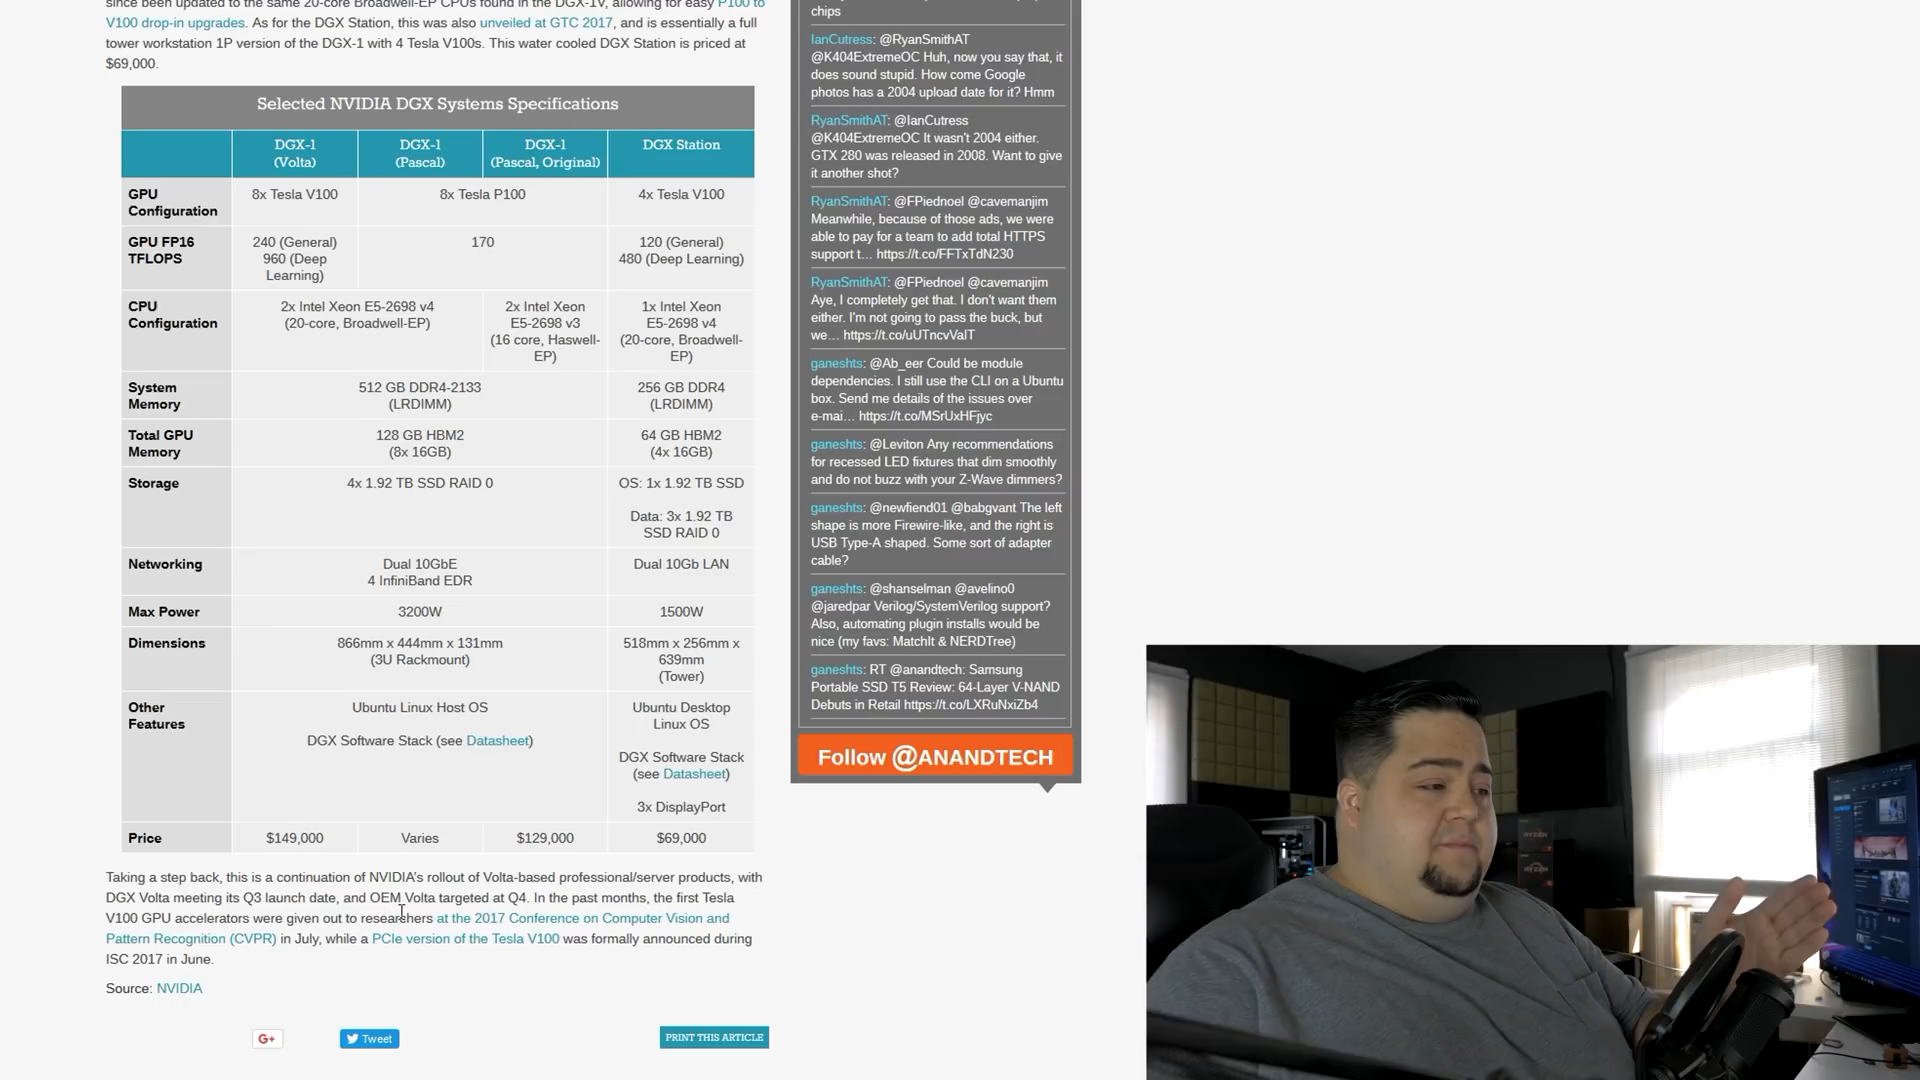 since been updated to the same 20-core Broadwell-EP CPUs found in the DGX-1V, allowing for easy P100 to
V100 drop-in upgrades. As for the DGX Station, this was also unveiled at GTC 2017, and is essentially a full
tower workstation 1P version of the DGX-1 with 4 Tesla V100s. This water cooled DGX Station is priced at
$69,000.
Selected NVIDIA DGX Systems Specifications
DGX-1
(Volta)
DGX-1
(Pascal)
DGX-1
(Pascal, Original)
DGX Station
GPU
Configuration
8x Tesla V100
8x Tesla P100
4x Tesla V100
GPU FP16
TFLOPS
240 (General)
960 (Deep
Learning)
170
120 (General)
480 (Deep Learning)
CPU
Configuration
2x Intel Xeon E5-2698 v4
(20-core, Broadwell-EP)
2x Intel Xeon
E5-2698 v3
(16 core, Haswell-
EP)
1x Intel Xeon
E5-2698 v4
(20-core, Broadwell-
EP)
System
Memory
512 GB DDR4-2133
(LRDIMM)
256 GB DDR4
(LRDIMM)
Total GPU
Memory
128 GB HBM2
(8x 16GB)
64 GB HBM2
(4x 16GB)
Storage
4x 1.92 TB SSD RAID 0
OS: 1x 1.92 TB SSD
Data: 3x 1.92 TB
SSD RAID 0
Networking
Dual 10GbE
4 InfiniBand EDR
Dual 10Gb LAN
Max Power
3200W
1500W
Dimensions
866mm x 444mm x 131mm
(3U Rackmount)
518mm x 256mm x
639mm
(Tower)
Other
Features
Ubuntu Linux Host OS
DGX Software Stack (see Datasheet)
Ubuntu Desktop
Linux OS
DGX Software Stack
(see Datasheet)
3x DisplayPort
Price
$149,000
Varies
$129,000
$69,000
Taking a step back, this is a continuation of NVIDIA's rollout of Volta-based professional/server products, with
DGX Volta meeting its Q3 launch date, and OEM Volta targeted at Q4. In the past months, the first Tesla
V100 GPU accelerators were given out to researchers at the 2017 Conference on Computer Vision and
Pattern Recognition (CVPR) in July, while a PCIe version of the Tesla V100 was formally announced during
ISC 2017 in June.
Source: NVIDIA
G+
Tweet
PRINT THIS ARTICLE
chips
IanCutress: @RyanSmithAT
@K404ExtremeOC Huh, now you say that, it
does sound stupid. How come Google
photos has a 2004 upload date for it? Hmm
RyanSmithAT: @IanCutress
@K404ExtremeOC It wasn't 2004 either.
GTX 280 was released in 2008. Want to give
it another shot?
RyanSmithAT: @FPiednoel @cavemanjim
Meanwhile, because of those ads, we were
able to pay for a team to add total HTTPS
support t… https://t.co/FFTxTdN230
RyanSmithAT: @FPiednoel @cavemanjim
Aye, I completely get that. I don't want them
either. I'm not going to pass the buck, but
we… https://t.co/uUTncvVaIT
ganeshts: @Ab_eer Could be module
dependencies. I still use the CLI on a Ubuntu
box. Send me details of the issues over
e-mai… https://t.co/MSrUxHFjyc
ganeshts: @Leviton Any recommendations
for recessed LED fixtures that dim smoothly
and do not buzz with your Z-Wave dimmers?
ganeshts: @newfiend01 @babgvant The left
shape is more Firewire-like, and the right is
USB Type-A shaped. Some sort of adapter
cable?
ganeshts: @shanselman @avelino0
@jaredpar Verilog/SystemVerilog support?
Also, automating plugin installs would be
nice (my favs: MatchIt & NERDTree)
ganeshts: RT @anandtech: Samsung
Portable SSD T5 Review: 64-Layer V-NAND
Debuts in Retail https://t.co/LXRuNxiZb4
Follow @ANANDTECH
RYZEN